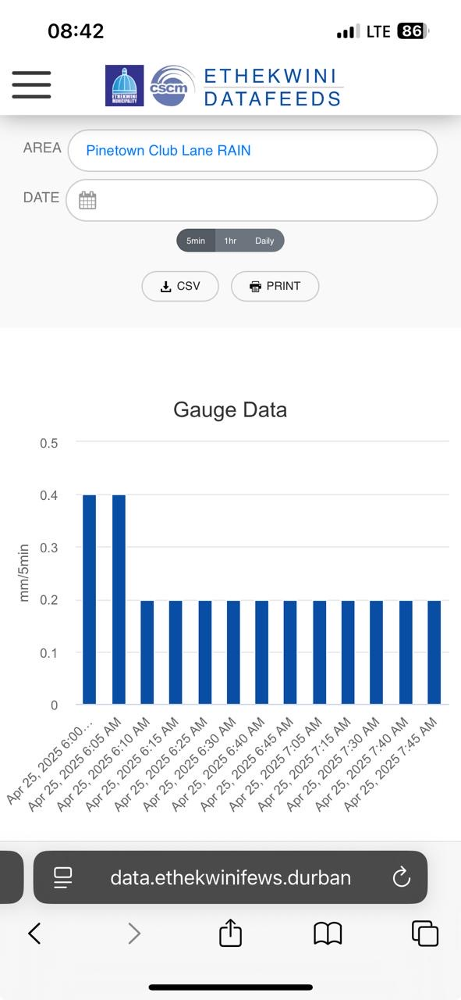 08:42
LTE 86
ETHEKWINI
MUNICIPALITY
cscm
ETHEKWINI
DATAFEEDS
AREA
Pinetown Club Lane RAIN
DATE
5min 1hr Daily
CSV PRINT
Gauge Data
mm/5min
0.5
0.4
0.3
0.2
0.1
0
Apr 25, 2025 6:00…
Apr 25, 2025 6:05 AM
Apr 25, 2025 6:10 AM
Apr 25, 2025 6:15 AM
Apr 25, 2025 6:25 AM
Apr 25, 2025 6:30 AM
Apr 25, 2025 6:40 AM
Apr 25, 2025 6:45 AM
Apr 25, 2025 7:05 AM
Apr 25, 2025 7:15 AM
Apr 25, 2025 7:30 AM
Apr 25, 2025 7:40 AM
Apr 25, 2025 7:45 AM
data.ethekwinifews.durban